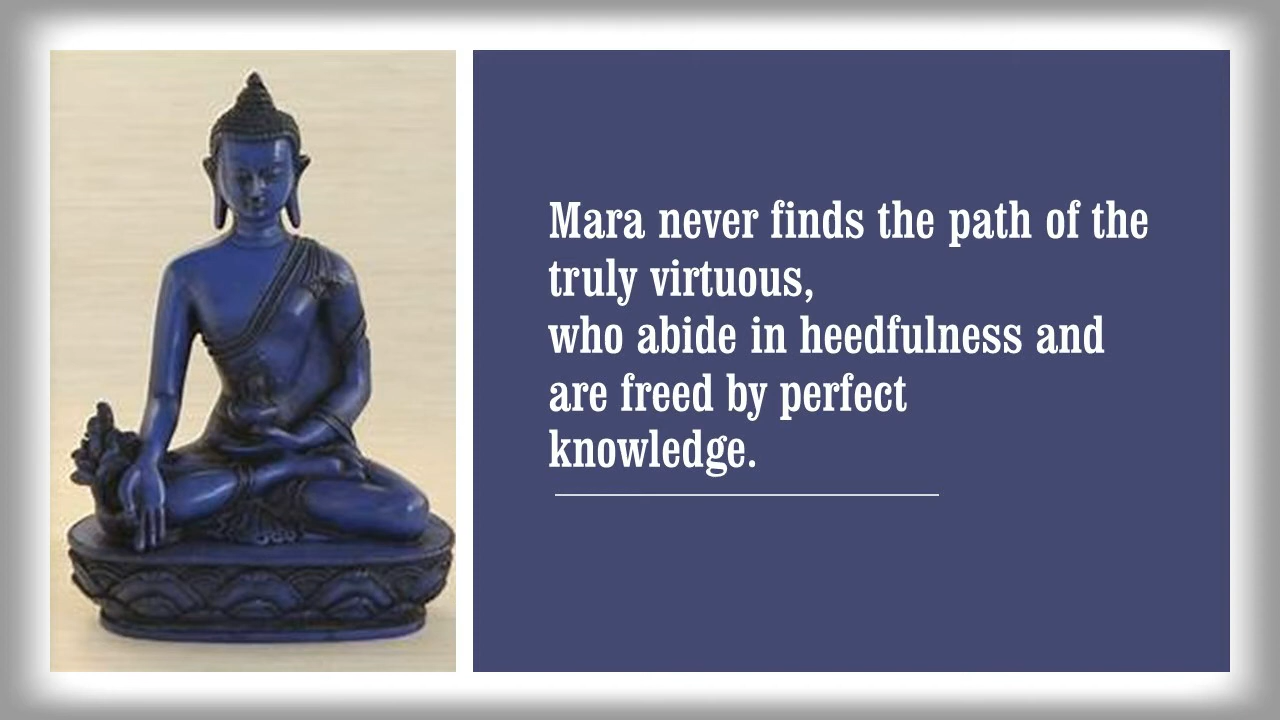 Mara never finds the path of the
truly virtuous,
who abide in heedfulness and
are freed by perfect
knowledge.